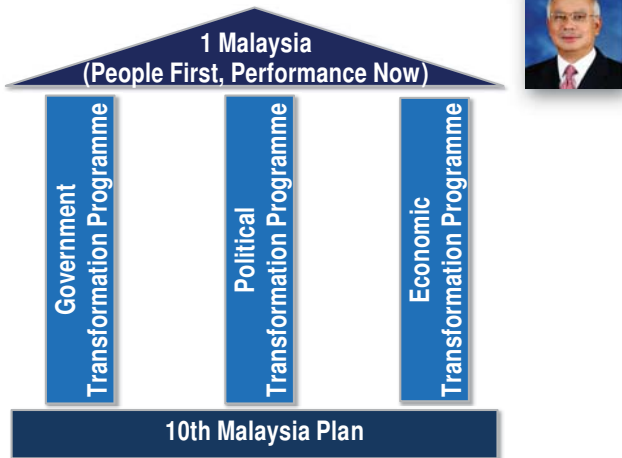 1 Malaysia
(People First, Performance Now)
Government
Transformation Programme
Political
Transformation Programme
Economic
Transformation Programme
10th Malaysia Plan